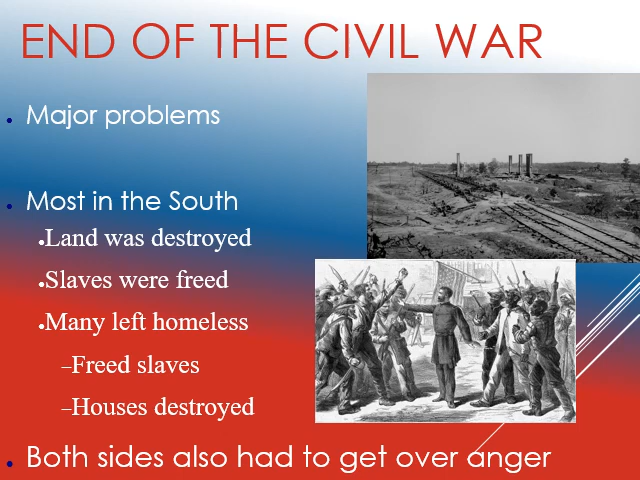 END OF THE CIVIL WAR
• Major problems
• Most in the South
•Land was destroyed
•Slaves were freed
•Many left homeless
–Freed slaves
–Houses destroyed
• Both sides also had to get over anger